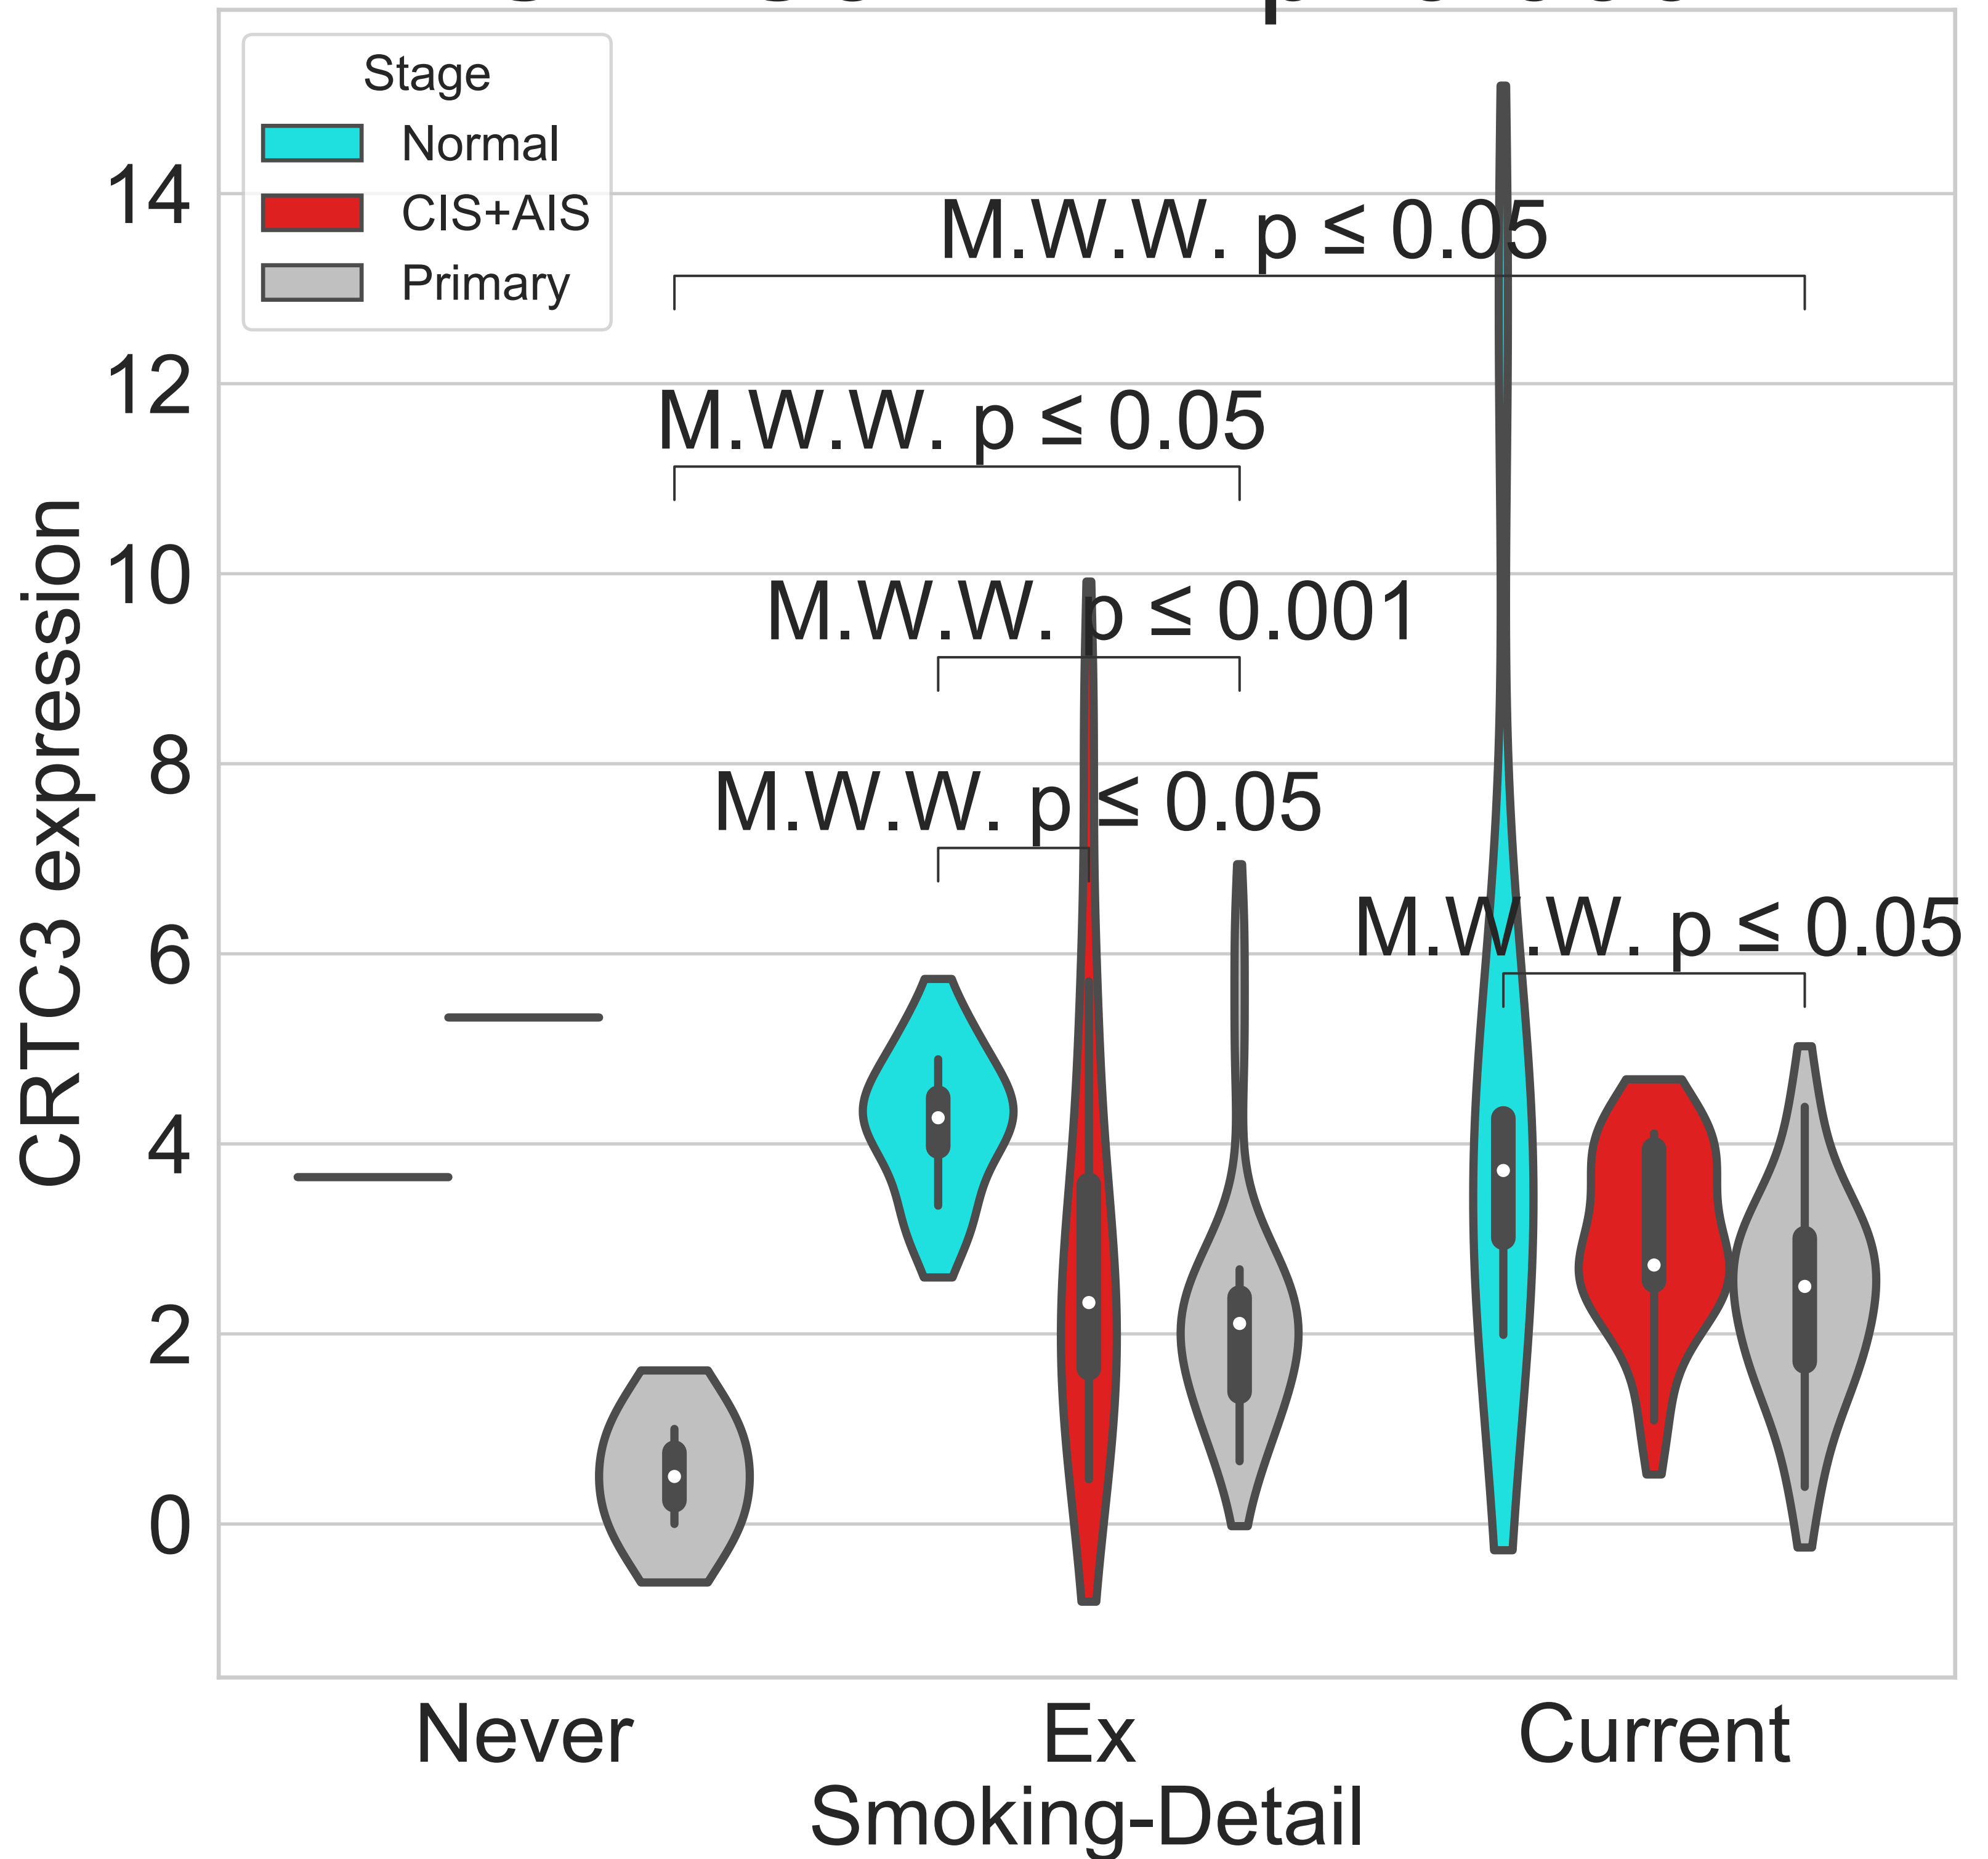 Stage
Normal
CIS+AIS
Primary
14
12
10
8
6
4
2
0
CRTC3 expression
M.W.W. p ≤ 0.05
M.W.W. p ≤ 0.05
M.W.W. p ≤ 0.001
M.W.W. p ≤ 0.05
M.W.W. p ≤ 0.05
Never
Ex
Current
Smoking-Detail